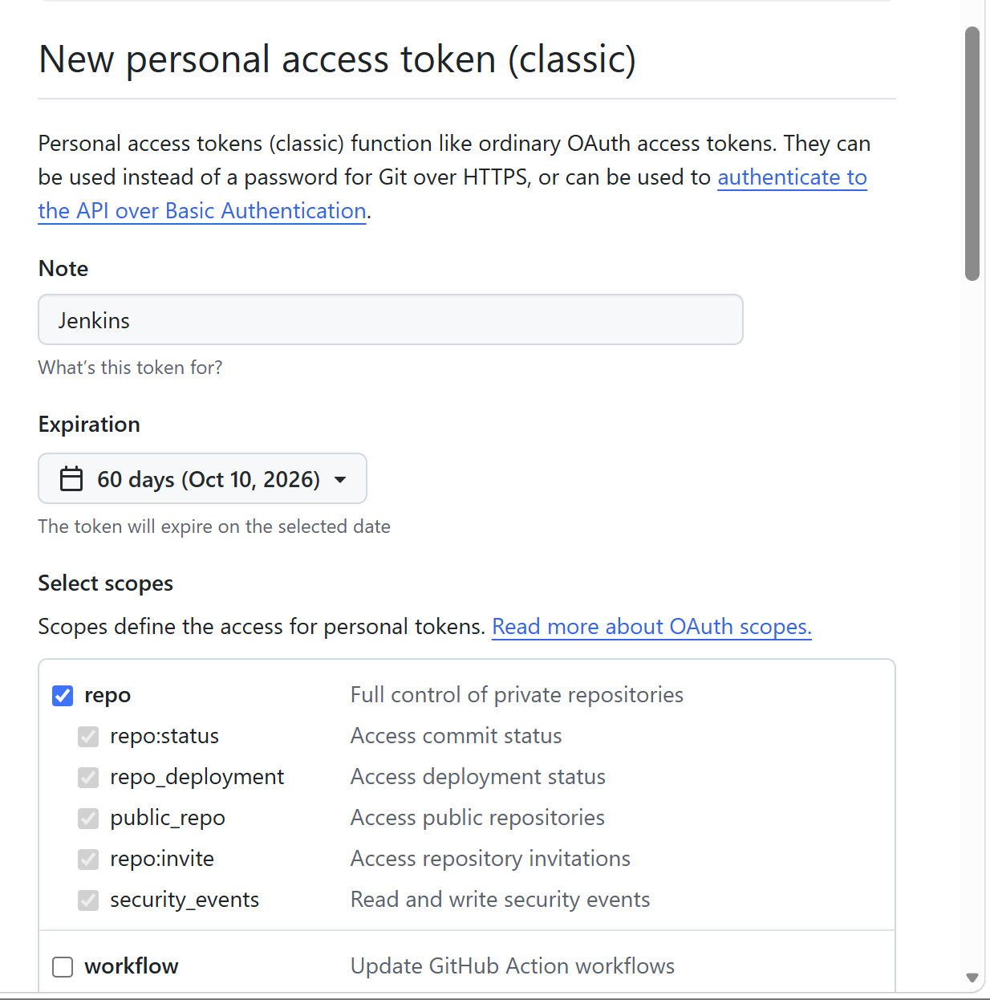 New personal access token (classic)
Personal access tokens (classic) function like ordinary OAuth access tokens. They can
be used instead of a password for Git over HTTPS, or can be used to authenticate to
the API over Basic Authentication.
Note
Jenkins
What’s this token for?
Expiration
60 days (Oct 10, 2026)
The token will expire on the selected date
Select scopes
Scopes define the access for personal tokens. Read more about OAuth scopes.
repo Full control of private repositories
repo:status Access commit status
repo_deployment Access deployment status
public_repo Access public repositories
repo:invite Access repository invitations
security_events Read and write security events
workflow Update GitHub Action workflows